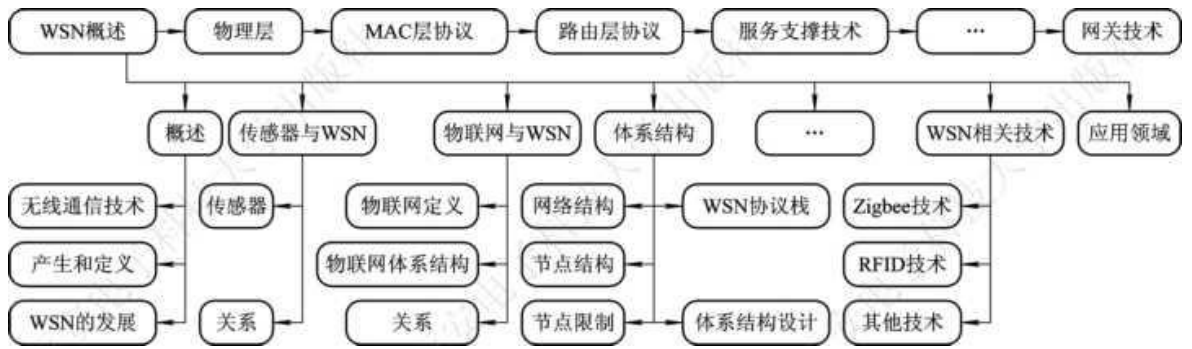 WSN概述
物理层
MAC层协议
路由层协议
服务支撑技术
…
网关技术
概述
传感器与WSN
物联网与WSN
体系结构
…
WSN相关技术
应用领域
无线通信技术
传感器
物联网定义
网络结构
WSN协议栈
Zigbee技术
产生和定义
物联网体系结构
节点结构
RFID技术
WSN的发展
关系
关系
节点限制
体系结构设计
其他技术